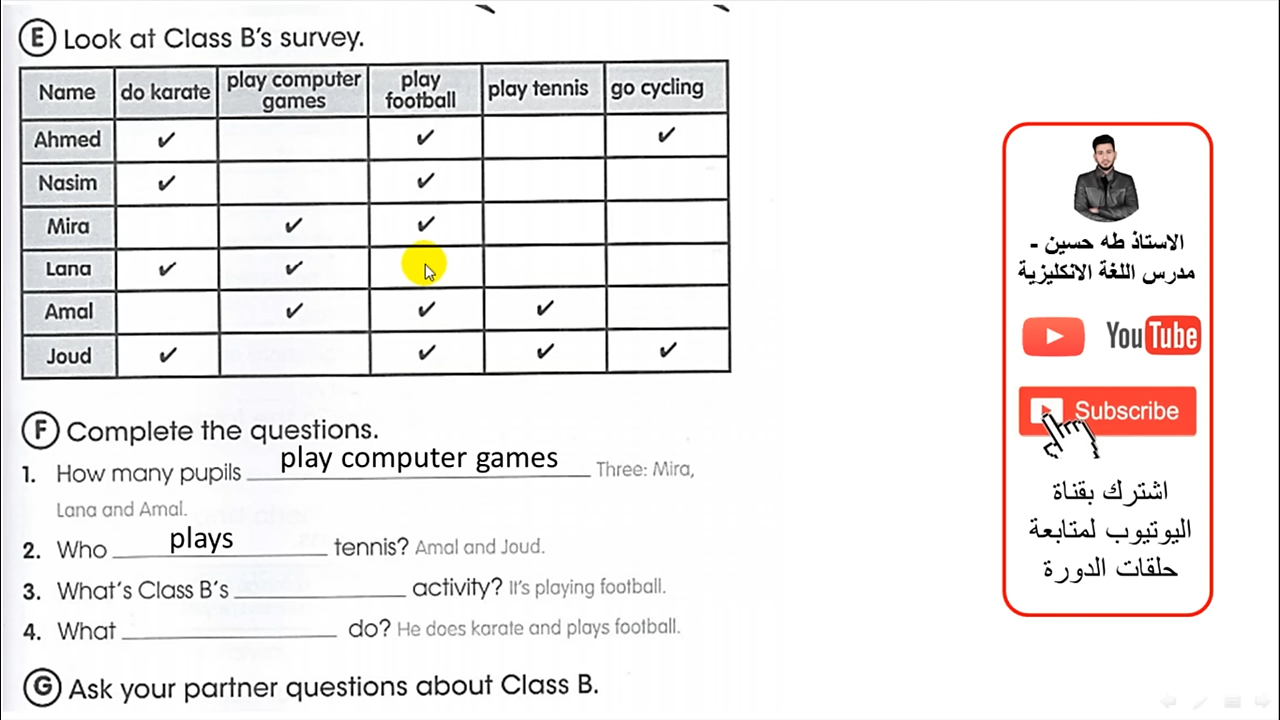 E Look at Class B's survey.
Name do karate play computer games play football play tennis go cycling
Ahmed ✔ ✔ ✔
Nasim ✔ ✔
Mira ✔ ✔
Lana ✔ ✔
Amal ✔ ✔ ✔
Joud ✔ ✔ ✔ ✔
F Complete the questions.
1. How many pupils play computer games Three: Mira,
Lana and Amal.
2. Who plays tennis? Amal and Joud.
3. What's Class B's ____ activity? It's playing football.
4. What ____ do? He does karate and plays football.
G Ask your partner questions about Class B.
الاستاذ طه حسين -
مدرس اللغة الانكليزية
YouTube
Subscribe
اشترك بقناة
اليوتيوب لمتابعة
حلقات الدورة